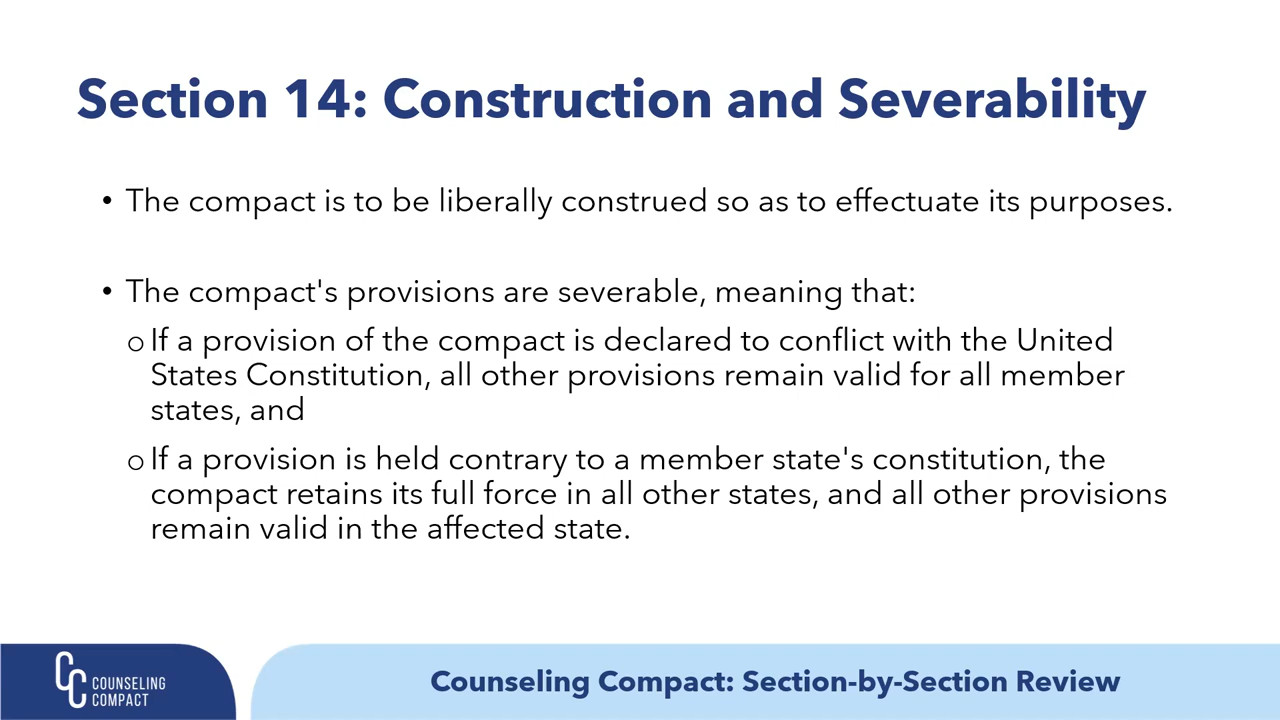 Section 14: Construction and Severability
• The compact is to be liberally construed so as to effectuate its purposes.
• The compact's provisions are severable, meaning that:
o If a provision of the compact is declared to conflict with the United
States Constitution, all other provisions remain valid for all member
states, and
o If a provision is held contrary to a member state's constitution, the
compact retains its full force in all other states, and all other provisions
remain valid in the affected state.
CC COUNSELING
COMPACT
Counseling Compact: Section-by-Section Review